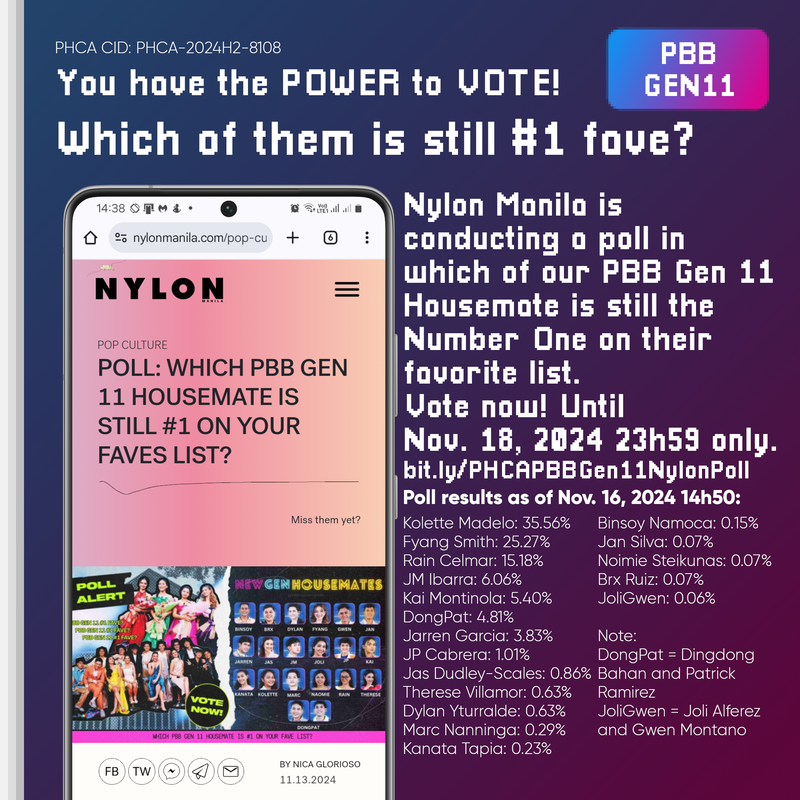 PHCA CID: PHCA-2024H2-8108
You have the POWER to VOTE!
PBB
GEN11
Which of them is still #1 fave?
14:38
nylonmanila.com/pop-cu
6
NYLON
MANILA
POP CULTURE
POLL: WHICH PBB GEN
11 HOUSEMATE IS
STILL #1 ON YOUR
FAVES LIST?
Miss them yet?
POLL
ALERT
PBB GEN 11 #1 FAVE?
PBB GEN 11 #1 FAVE?
VOTE
NOW!
NEWGENHOUSEMATES
BINSOY BRX DYLAN FYANG GWEN JAN
JARREN JAS JM JOLI KAI
KANATA KOLETTE MARC NAOMIE RAIN THERESE
DONGPAT
WHICH PBB GEN 11 HOUSEMATE IS #1 ON YOUR FAVE LIST?
FB TW
BY NICA GLORIOSO
11.13.2024
Nylon Manila is
conducting a poll in
which of our PBB Gen 11
Housemate is still the
Number One on their
favorite list.
Vote now! Until
Nov. 18, 2024 23h59 only.
bit.ly/PHCAPBBGen11NylonPoll
Poll results as of Nov. 16, 2024 14h50:
Kolette Madelo: 35.56%
Fyang Smith: 25.27%
Rain Celmar: 15.18%
JM Ibarra: 6.06%
Kai Montinola: 5.40%
DongPat: 4.81%
Jarren Garcia: 3.83%
JP Cabrera: 1.01%
Jas Dudley-Scales: 0.86%
Therese Villamor: 0.63%
Dylan Yturralde: 0.63%
Marc Nanninga: 0.29%
Kanata Tapia: 0.23%
Binsoy Namoca: 0.15%
Jan Silva: 0.07%
Noimie Steikunas: 0.07%
Brx Ruiz: 0.07%
JoliGwen: 0.06%
Note:
DongPat = Dingdong
Bahan and Patrick
Ramirez
JoliGwen = Joli Alferez
and Gwen Montano